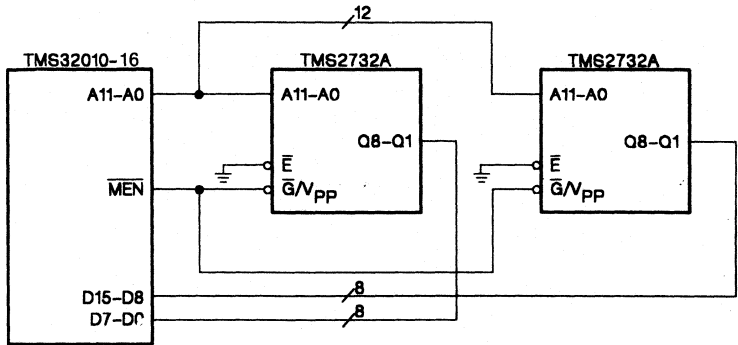 12
TMS32010-16
TMS2732A
TMS2732A
A11-A0
A11-A0
A11-A0
Q8-Q1
Q8-Q1
E̅
E̅
M̅E̅N̅
G̅/VPP
G̅/VPP
D15-D8
8
D7-D0
8